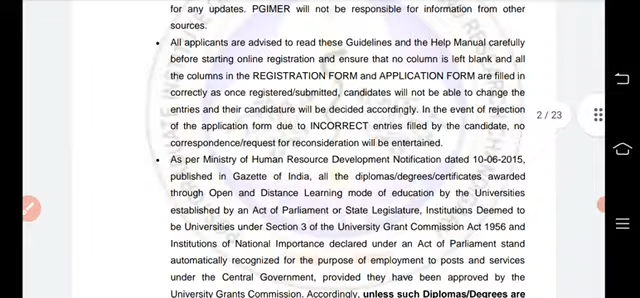 for any updates. PGIMER will not be responsible for information from other
sources.
• All applicants are advised to read these Guidelines and the Help Manual carefully
before starting online registration and ensure that no column is left blank and all
the columns in the REGISTRATION FORM and APPLICATION FORM are filled in
correctly as once registered/submitted, candidates will not be able to change the
entries and their candidature will be decided accordingly. In the event of rejection
of the application form due to INCORRECT entries filled by the candidate, no
correspondence/request for reconsideration will be entertained.
• As per Ministry of Human Resource Development Notification dated 10-06-2015,
published in Gazette of India, all the diplomas/degrees/certificates awarded
through Open and Distance Learning mode of education by the Universities
established by an Act of Parliament or State Legislature, Institutions Deemed to
be Universities under Section 3 of the University Grant Commission Act 1956 and
Institutions of National Importance declared under an Act of Parliament stand
automatically recognized for the purpose of employment to posts and services
under the Central Government, provided they have been approved by the
University Grants Commission. Accordingly, unless such Diplomas/Degrees are
2 / 23